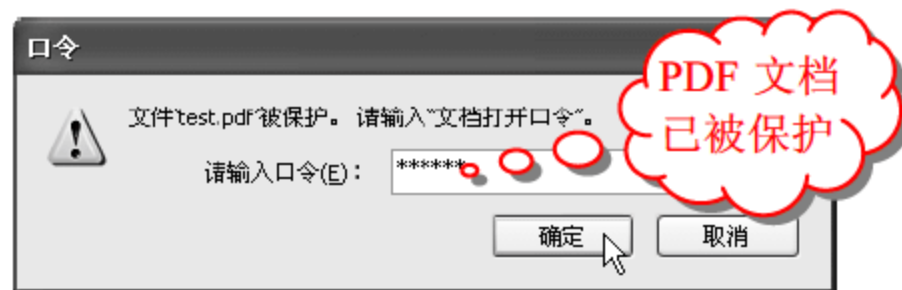 口令
PDF 文档
已被保护
文件'test.pdf'被保护。 请输入"文档打开口令"。
请输入口令(E)： ******
确定 取消